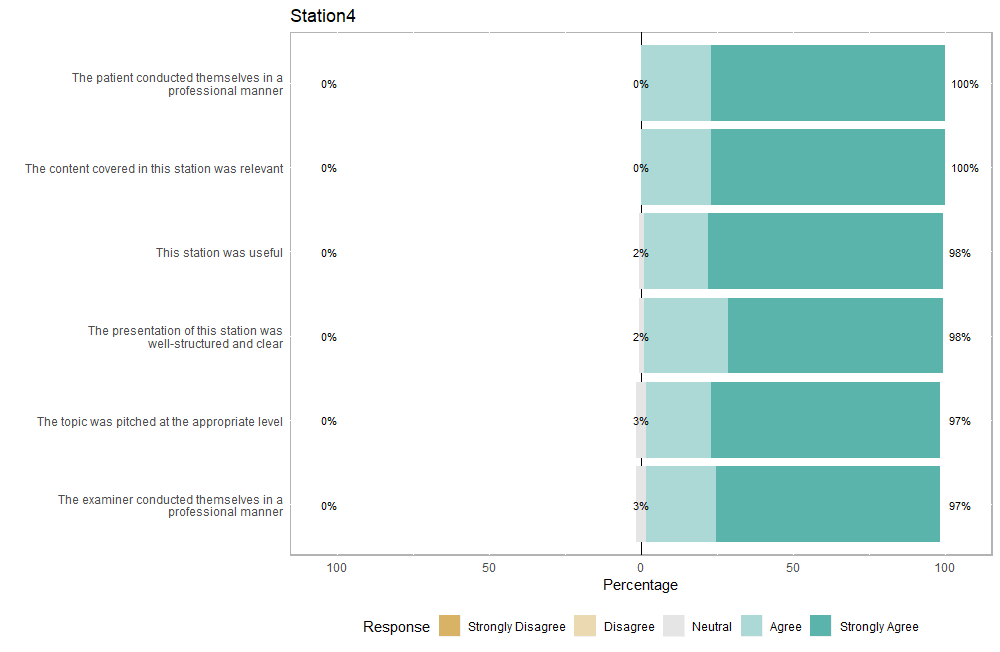 Station4
The patient conducted themselves in a
professional manner
0%
0%
100%
The content covered in this station was relevant
0%
0%
100%
This station was useful
0%
2%
98%
The presentation of this station was
well-structured and clear
0%
2%
98%
The topic was pitched at the appropriate level
0%
3%
97%
The examiner conducted themselves in a
professional manner
0%
3%
97%
100 50 0 50 100
Percentage
Response Strongly Disagree Disagree Neutral Agree Strongly Agree